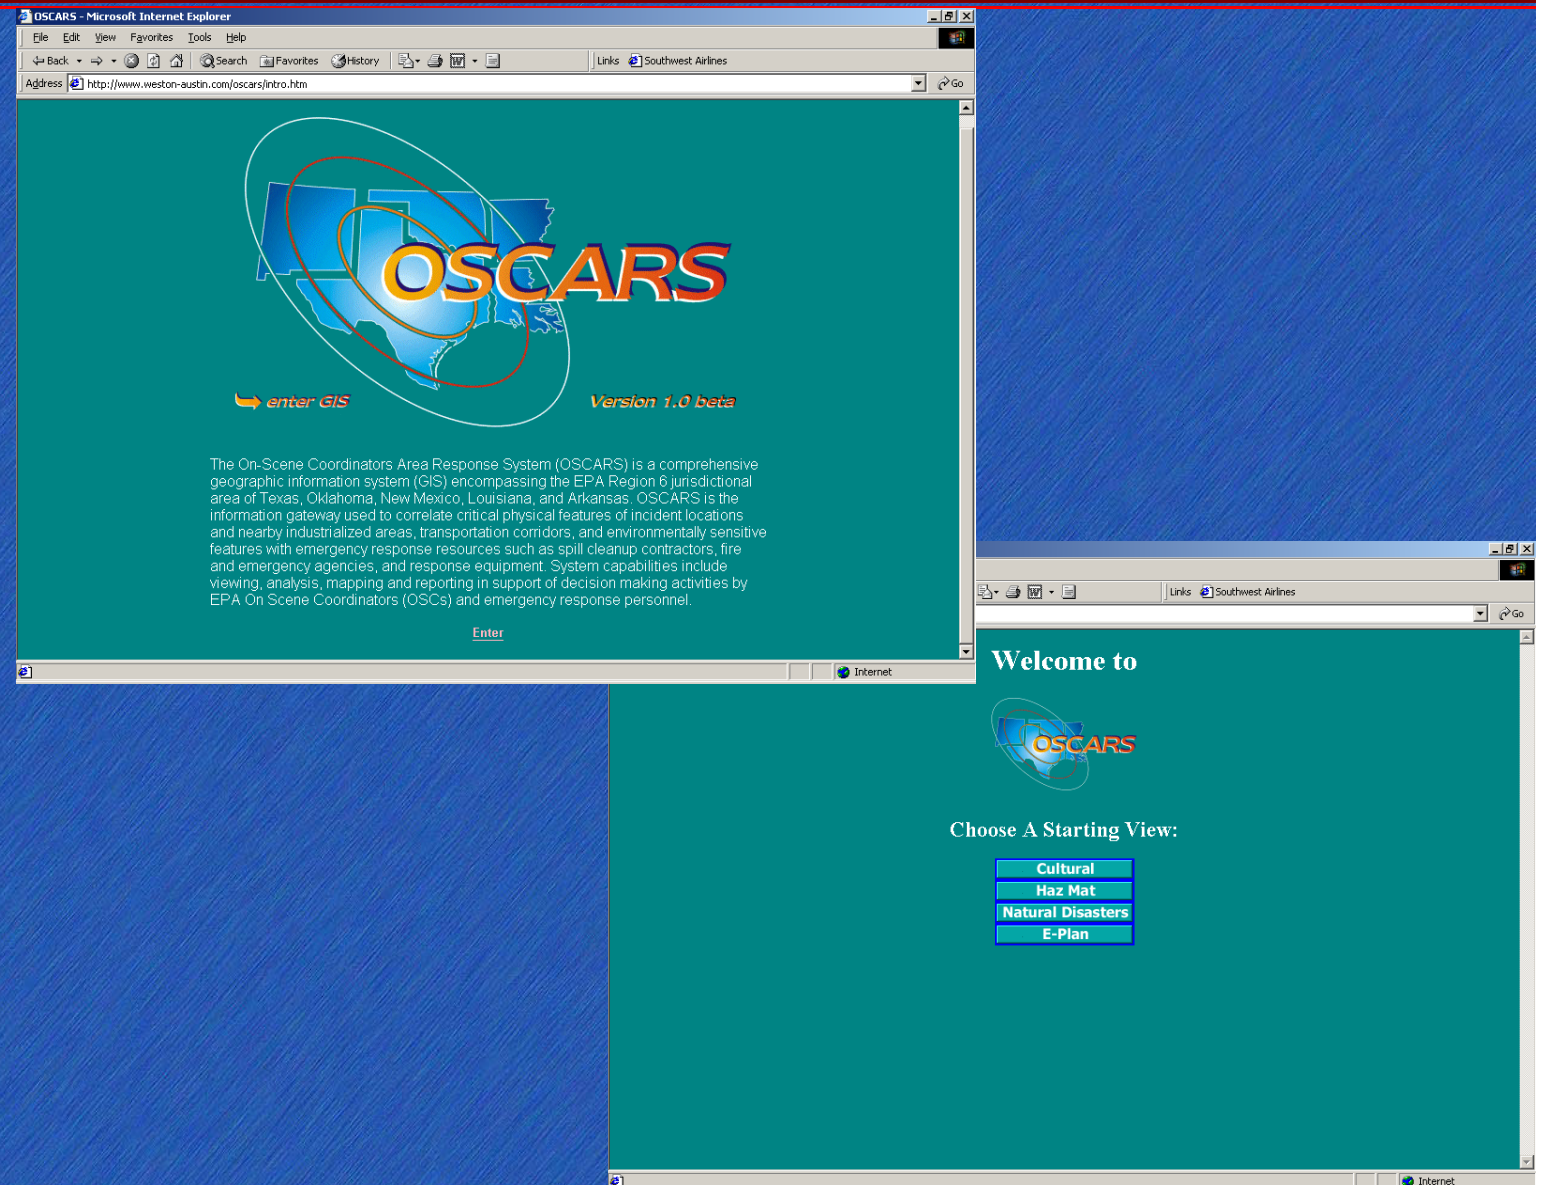 OSCARS - Microsoft Internet Explorer
File Edit View Favorites Tools Help
Back Search Favorites History Links Southwest Airlines
Address http://www.weston-austin.com/oscars/intro.htm Go
OSCARS
enter GIS Version 1.0 beta
The On-Scene Coordinators Area Response System (OSCARS) is a comprehensive
geographic information system (GIS) encompassing the EPA Region 6 jurisdictional
area of Texas, Oklahoma, New Mexico, Louisiana, and Arkansas. OSCARS is the
information gateway used to correlate critical physical features of incident locations
and nearby industrialized areas, transportation corridors, and environmentally sensitive
features with emergency response resources such as spill cleanup contractors, fire
and emergency agencies, and response equipment. System capabilities include
viewing, analysis, mapping and reporting in support of decision making activities by
EPA On Scene Coordinators (OSCs) and emergency response personnel.
Enter
Internet
Links Southwest Airlines
Go
Welcome to
OSCARS
Choose A Starting View:
Cultural
Haz Mat
Natural Disasters
E-Plan
Internet